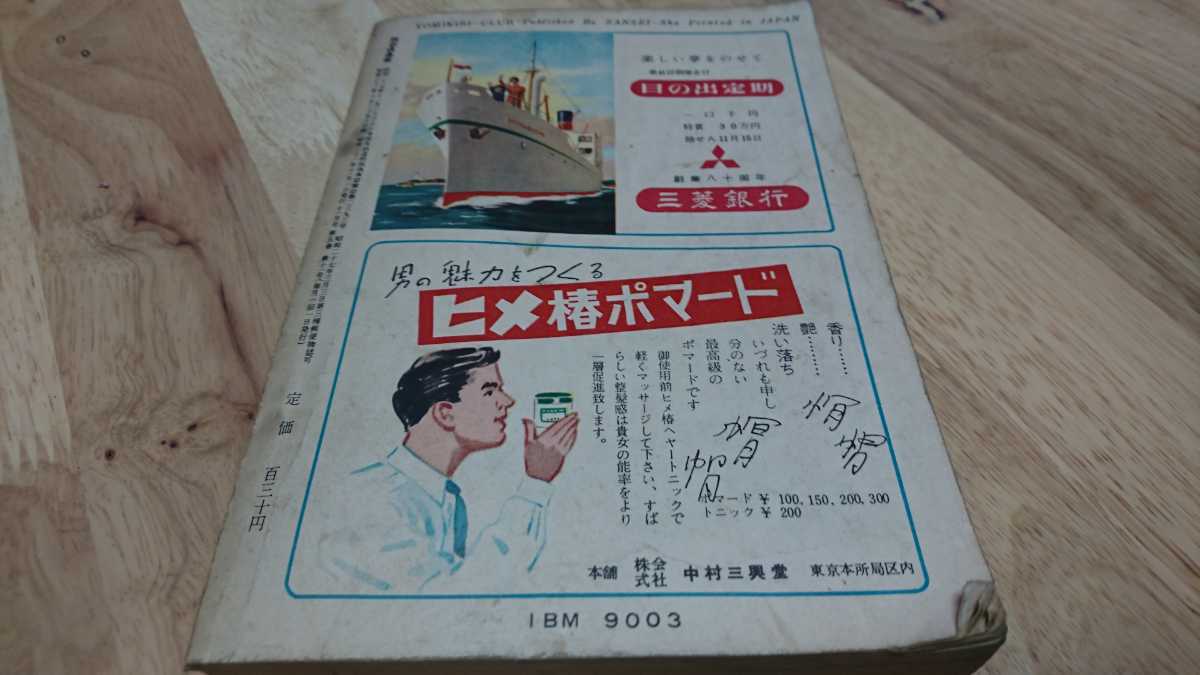 YOMIKIRI-CLUB Published By SANSEI-Sha Printed in JAPAN
楽しい夢をのせて
日の出定期
一口千円
特賞 30万円
創業八十周年
三菱銀行
男の魅力をつくる
ヒメ椿ポマード
香り……
艶………
洗い落ち
いづれも申し
分のない
最高級の
ポマードです
御使用前ヒメ椿ヘヤートニックで
軽くマッサージして下さい、すば
らしい整髪感は貴女の能率をより
一層促進致します。
ポマード ¥ 100,150,200,300
トニック ¥ 200
本舗 株式会社 中村三興堂 東京本所局区内
定価 百三十円
IBM 9003